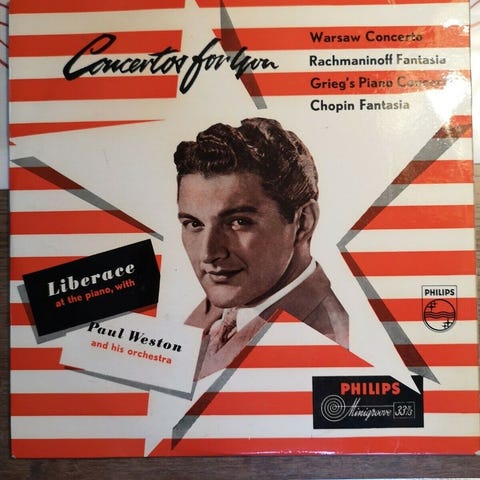 Concertos for You
Warsaw Concerto
Rachmaninoff Fantasia
Grieg's Piano Concerto
Chopin Fantasia
Liberace
at the piano, with
Paul Weston
and his orchestra
PHILIPS
PHILIPS
Minigroove 33⅓